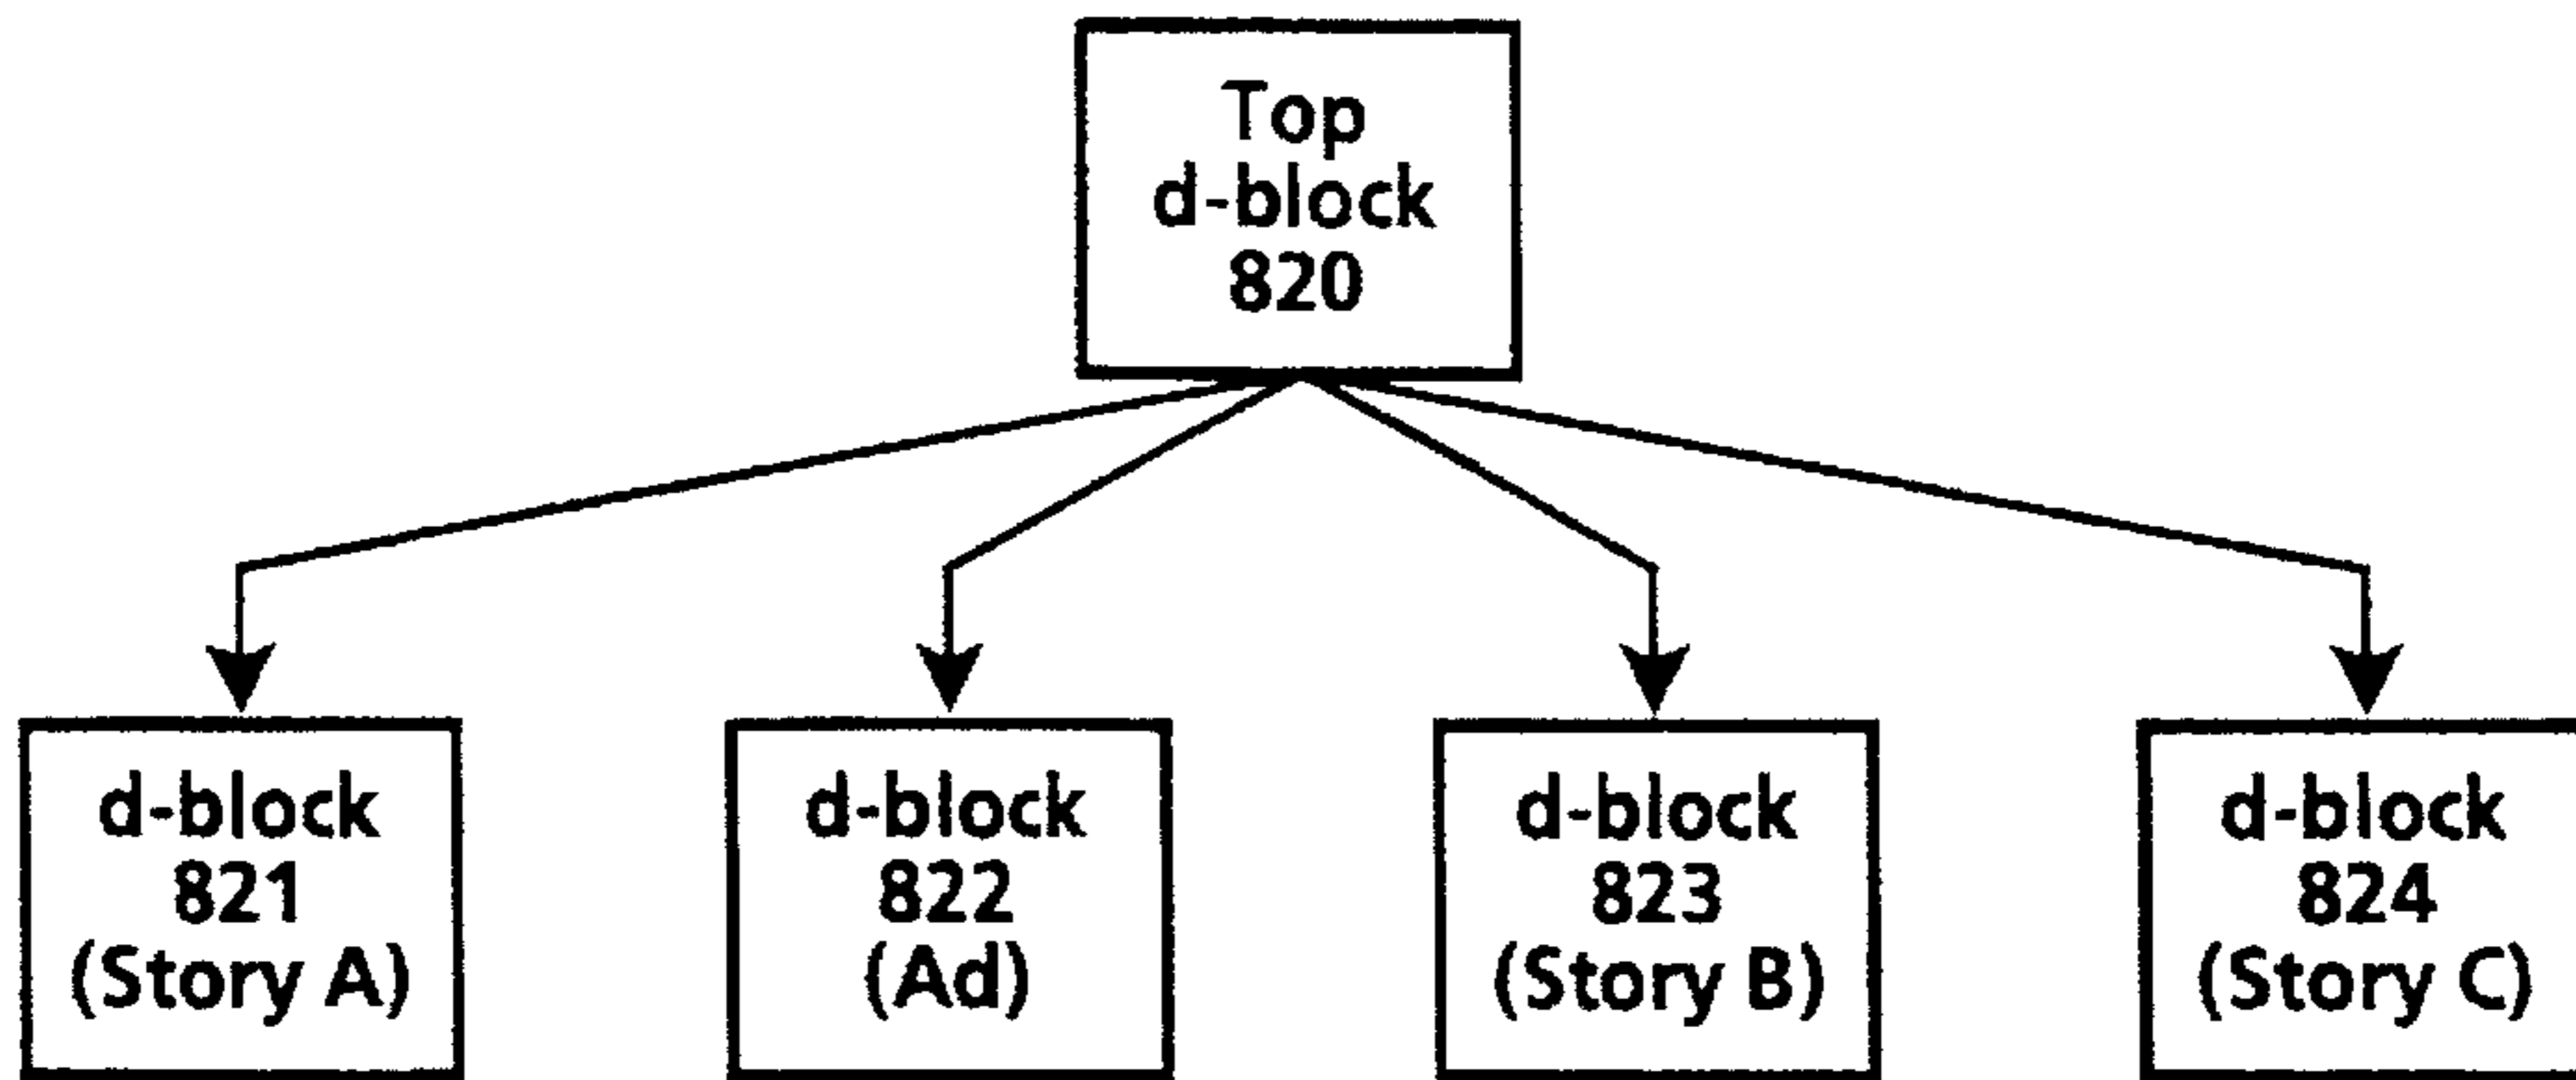 Top
d-block
820
d-block
821
(Story A)
d-block
822
(Ad)
d-block
823
(Story B)
d-block
824
(Story C)